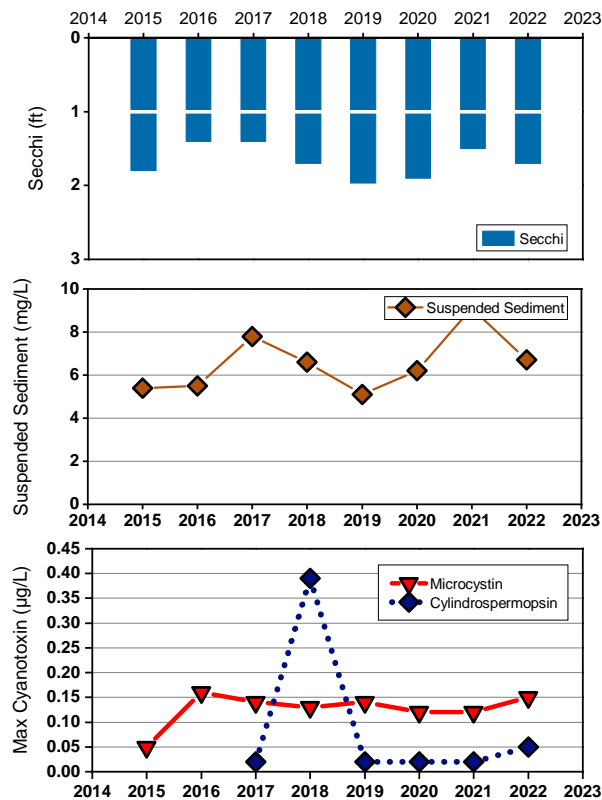 2014 2015 2016 2017 2018 2019 2020 2021 2022 2023
0
1
2
3
Secchi (ft)
Secchi
10
8
6
4
2
0
Suspended Sediment (mg/L)
Suspended Sediment
2014 2015 2016 2017 2018 2019 2020 2021 2022 2023
0.45
0.40
0.35
0.30
0.25
0.20
0.15
0.10
0.05
0.00
Max Cyanotoxin (µg/L)
Microcystin
Cylindrospermopsin
2014 2015 2016 2017 2018 2019 2020 2021 2022 2023